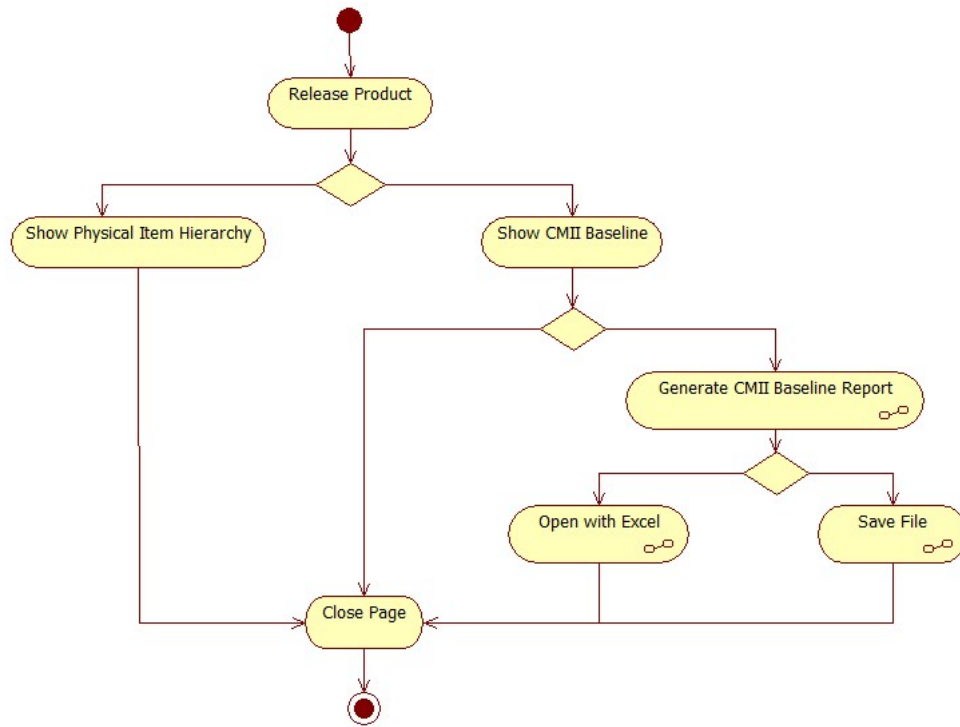 Release Product
Show Physical Item Hierarchy
Show CMII Baseline
Generate CMII Baseline Report
Open with Excel
Save File
Close Page